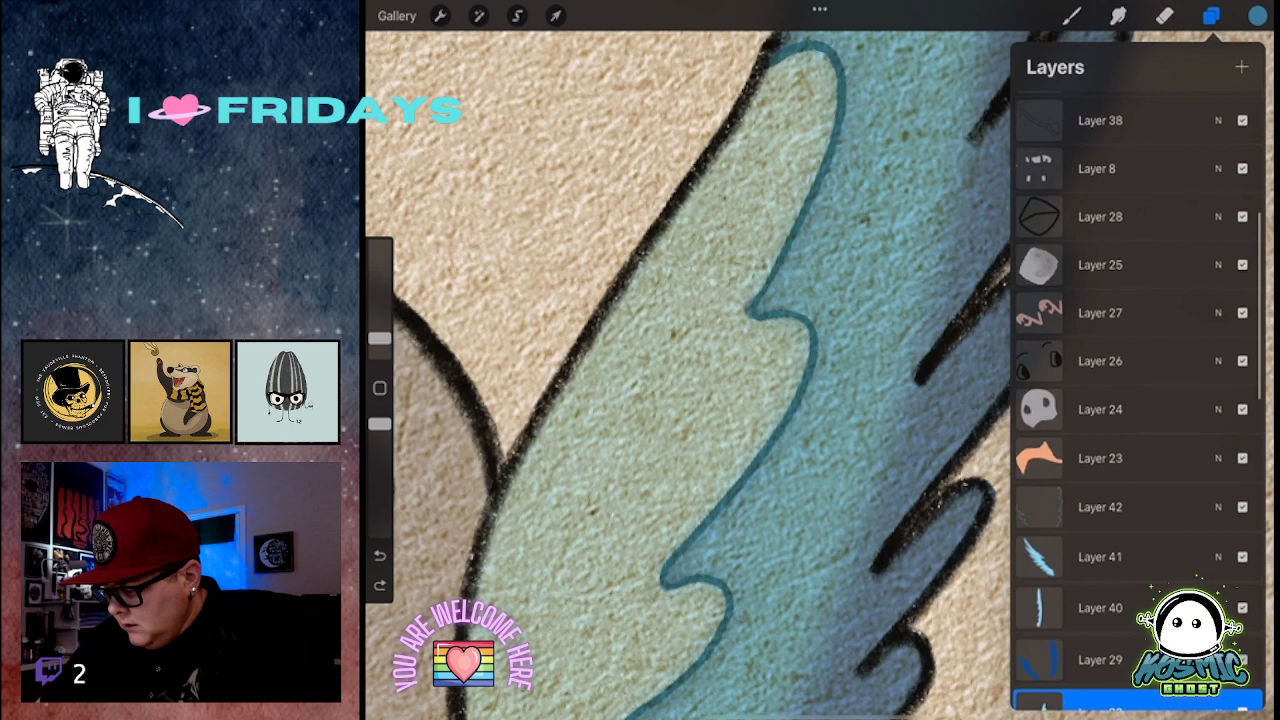 Gallery
I FRIDAYS
Layers
Layer 38 N
Layer 8 N
Layer 28 N
Layer 25 N
Layer 27 N
Layer 26 N
Layer 24 N
Layer 23 N
Layer 42 N
Layer 41 N
Layer 40
Layer 29
YOU ARE WELCOME HERE
KOSMIC
GHOST
2